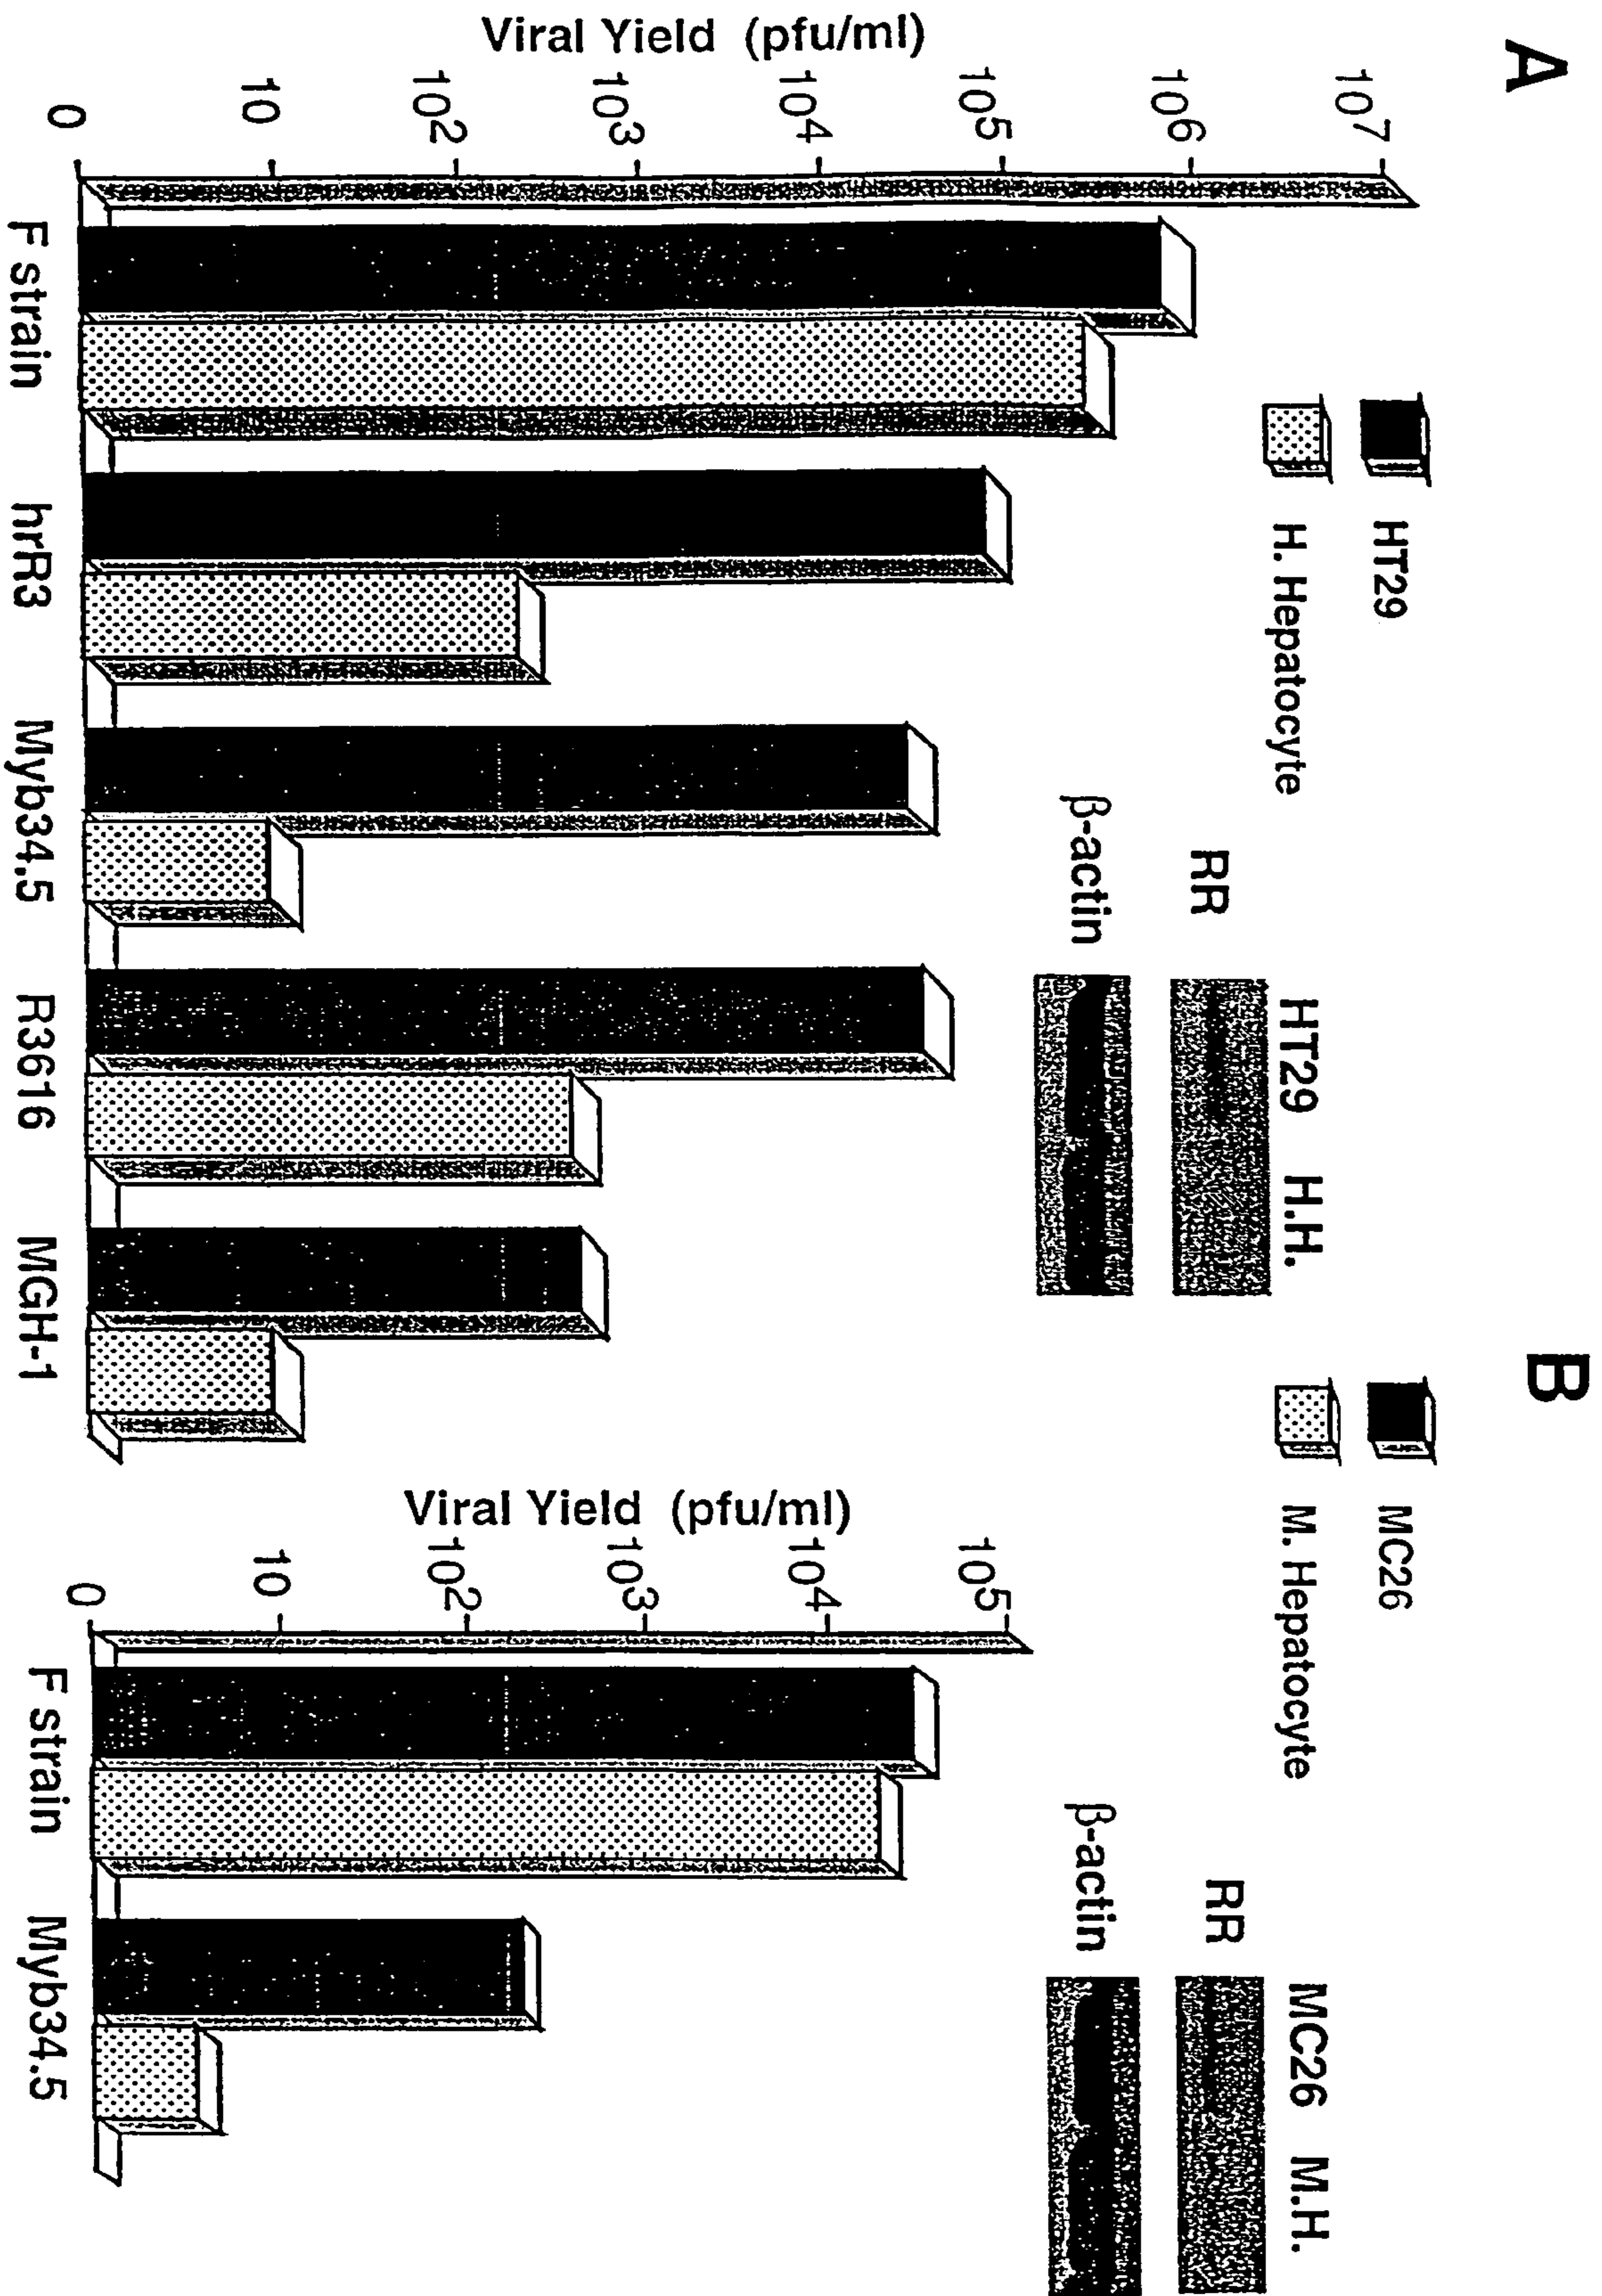 A
HT29
H. Hepatocyte
HT29 H.H.
RR
β-actin
Viral Yield (pfu/ml)
10⁷
10⁶
10⁵
10⁴
10³
10²
10
0
F strain
hrR3
Myb34.5
R3616
MGH-1
B
MC26
M. Hepatocyte
MC26 M.H.
RR
β-actin
Viral Yield (pfu/ml)
10⁵
10⁴
10³
10²
10
0
F strain
Myb34.5